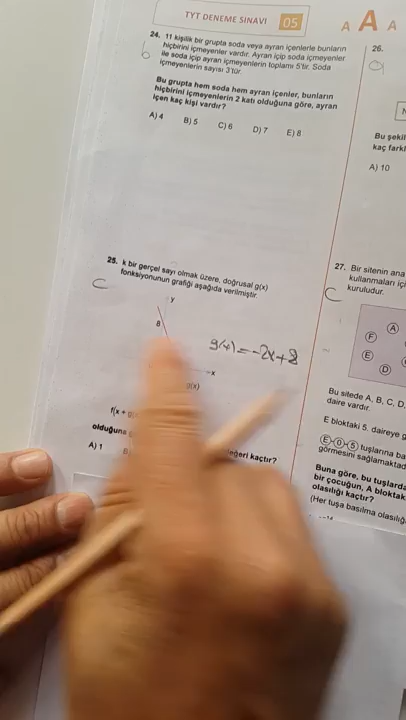 TYT DENEME SINAVI 05
A A A
24. 11 kişilik bir grupta soda veya ayran içenlerle bunların
hiçbirini içmeyenler vardır. Ayran içip soda içmeyenler
ile soda içip ayran içmeyenlerin toplamı 5'tir. Soda
içmeyenlerin sayısı 3'tür.
Bu grupta hem soda hem ayran içenler, bunların
hiçbirini içmeyenlerin 2 katı olduğuna göre, ayran
içen kaç kişi vardır?
A) 4 B) 5 C) 6 D) 7 E) 8
25. k bir gerçel sayı olmak üzere, doğrusal g(x)
fonksiyonunun grafiği aşağıda verilmiştir.
C
y
8
g(x)=-2x+8
x
g(x)
olduğuna
değeri kaçtır?
A) 1
26.
Bu şekil
kaç farkl
A) 10
27. Bir sitenin ana
kullanmaları içi
kuruludur.
C
A
F
E
D
Bu sitede A, B, C, D,
daire vardır.
E bloktaki 5. daireye g
E-0-5 tuşlarına ba
görmesini sağlamaktad
Buna göre, bu tuşlarda
bir çocuğun, A bloktak
olasılığı kaçtır?
(Her tuşa basılma olasılığ